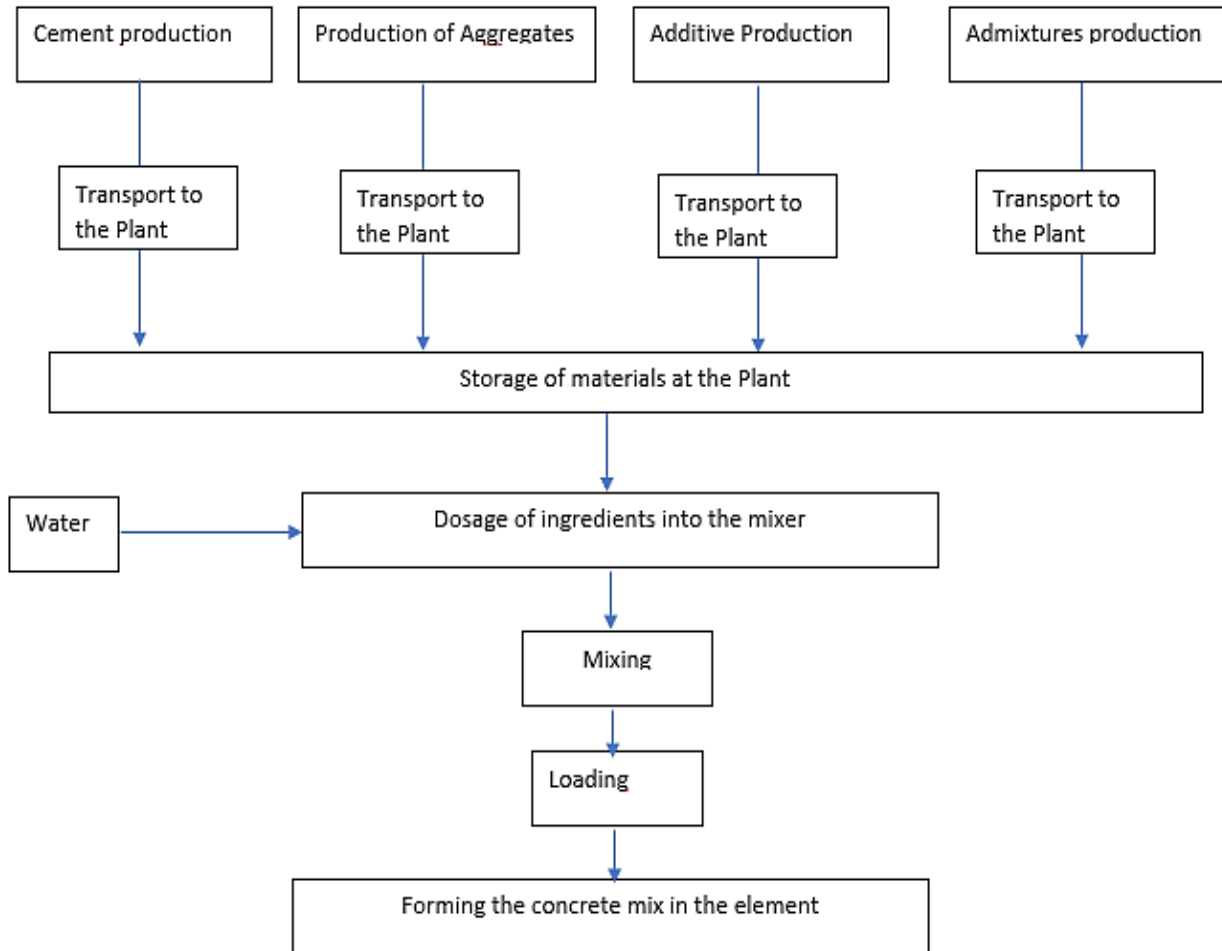 Cement production
Production of Aggregates
Additive Production
Admixtures production
Transport to
the Plant
Transport to
the Plant
Transport to
the Plant
Transport to
the Plant
Storage of materials at the Plant
Water
Dosage of ingredients into the mixer
Mixing
Loading
Forming the concrete mix in the element